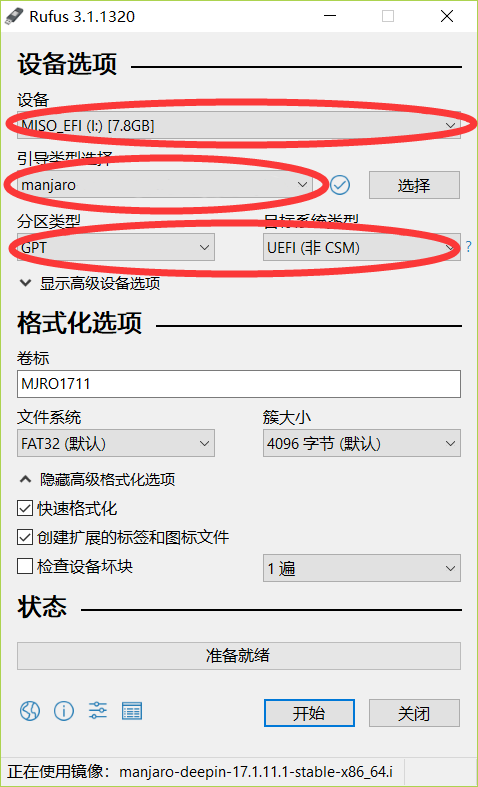 Rufus 3.1.1320
设备选项
设备
MISO_EFI (I:) [7.8GB]
引导类型选择
manjaro
选择
分区类型
目标系统类型
GPT
UEFI (非 CSM)
?
显示高级设备选项
格式化选项
卷标
MJRO1711
文件系统
簇大小
FAT32 (默认)
4096 字节 (默认)
隐藏高级格式化选项
快速格式化
创建扩展的标签和图标文件
检查设备坏块
1 遍
状态
准备就绪
开始
关闭
正在使用镜像：manjaro-deepin-17.1.11.1-stable-x86_64.i